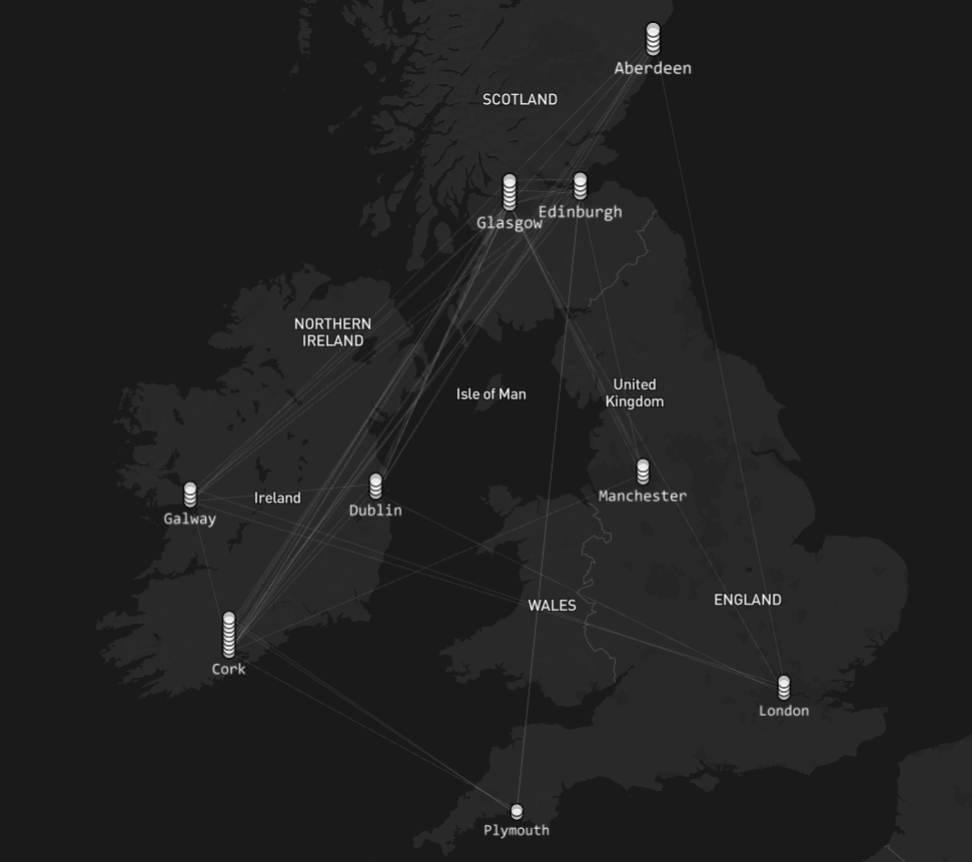 Aberdeen
SCOTLAND
Glasgow
Edinburgh
NORTHERN
IRELAND
Isle of Man
United
Kingdom
Manchester
Ireland
Dublin
Galway
WALES
ENGLAND
Cork
London
Plymouth